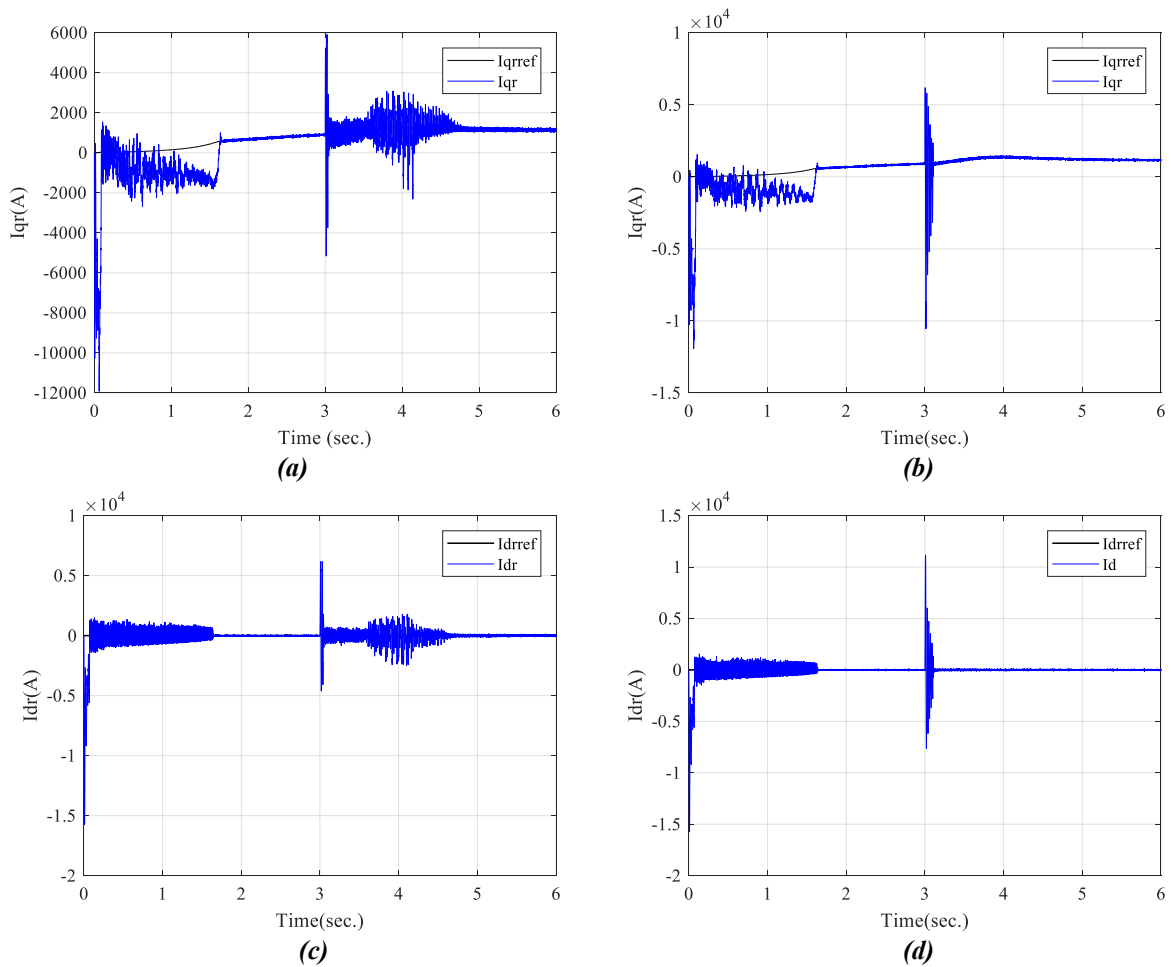 6000
4000
2000
0
-2000
-4000
-6000
-8000
-10000
-12000
Iqr(A)
Iqrref
Iqr
0 1 2 3 4 5 6
Time (sec.)
(a)
×10^4
1
0.5
0
-0.5
-1
-1.5
Iqr(A)
Iqrref
Iqr
0 1 2 3 4 5 6
Time(sec.)
(b)
×10^4
1
0.5
0
-0.5
-1
-1.5
-2
Idr(A)
Idrref
Idr
0 1 2 3 4 5 6
Time(sec.)
(c)
×10^4
1.5
1
0.5
0
-0.5
-1
-1.5
-2
Idr(A)
Idrref
Id
0 1 2 3 4 5 6
Time(sec.)
(d)